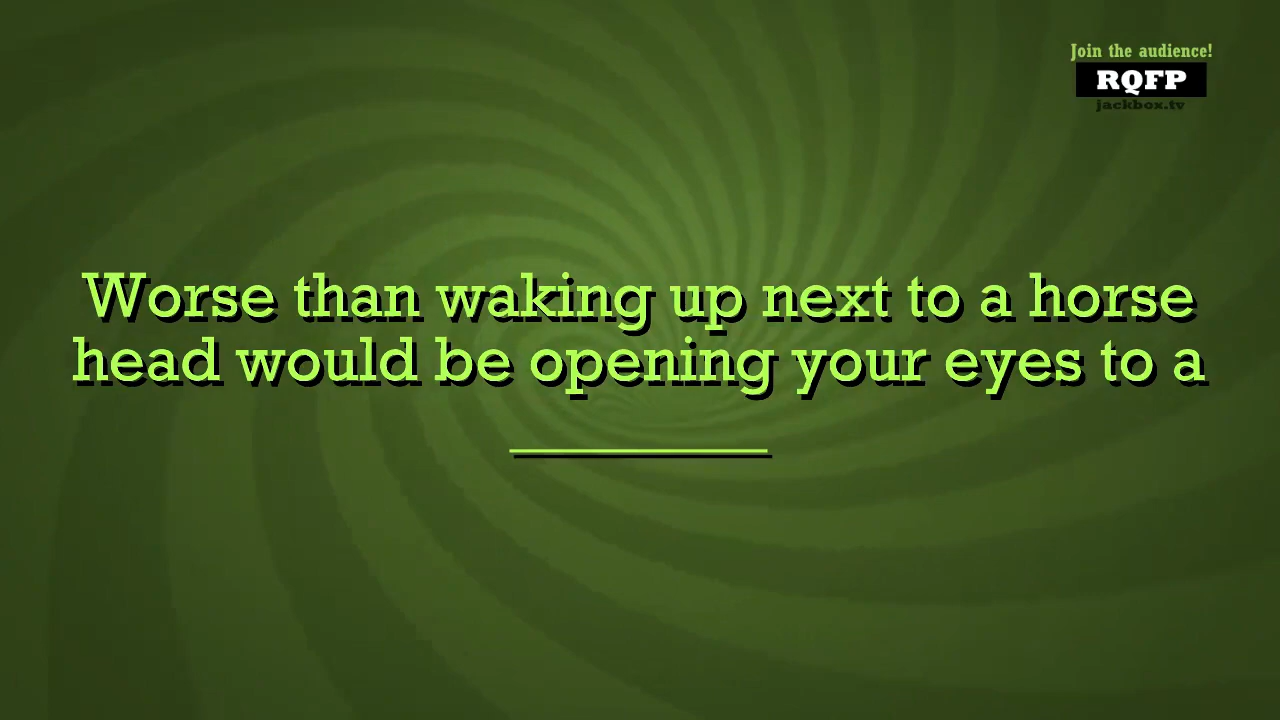 Join the audience!
RQFP
jackbox.tv
Worse than waking up next to a horse
head would be opening your eyes to a
__________